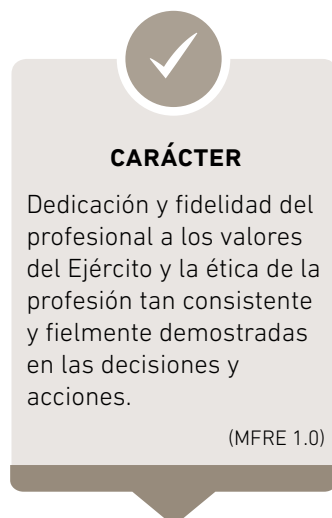 CARÁCTER
Dedicación y fidelidad del
profesional a los valores
del Ejército y la ética de la
profesión tan consistente
y fielmente demostradas
en las decisiones y
acciones.
(MFRE 1.0)